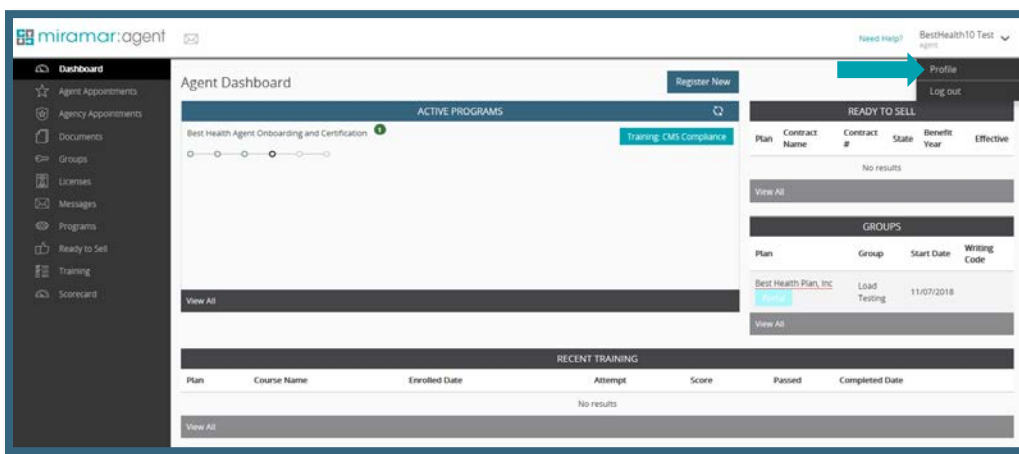 miramar:agent
Need Help?
BestHealth10 Test
agent
Profile
Log out
Dashboard
Agent Appointments
Agency Appointments
Documents
Groups
Licenses
Messages
Programs
Ready to Sell
Training
Scorecard
Agent Dashboard
Register New
ACTIVE PROGRAMS
Best Health Agent Onboarding and Certification 1
Training: CMS Compliance
View All
READY TO SELL
Plan Contract Name Contract # State Benefit Year Effective
No results
View All
GROUPS
Plan Group Start Date Writing Code
Best Health Plan, Inc Load Testing 11/07/2018
Portal
View All
RECENT TRAINING
Plan Course Name Enrolled Date Attempt Score Passed Completed Date
No results
View All